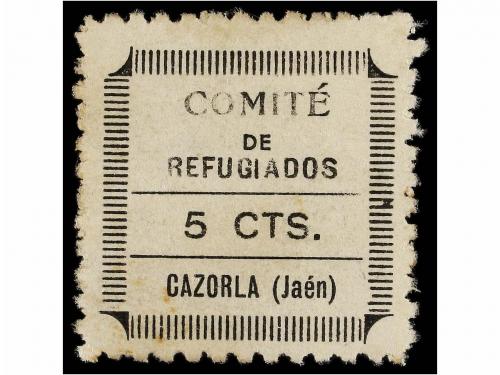 COMITÉ
DE
REFUGIADOS
5 CTS.
CAZORLA (Jaén)